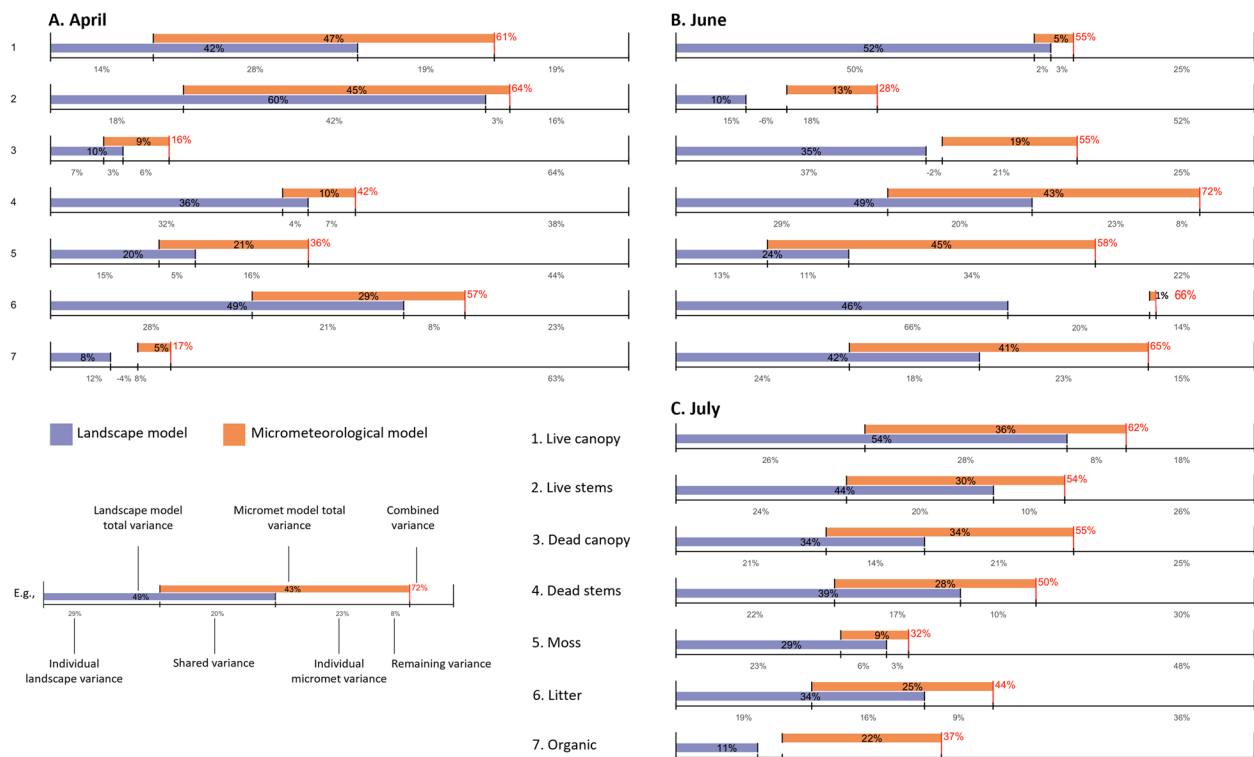 A. April
1
47%
61%
42%
14% 28% 19% 19%
2
45%
64%
60%
18% 42% 3% 16%
3
9%
16%
10%
7% 3% 6% 64%
4
10%
42%
36%
32% 4% 7% 38%
5
21%
36%
20%
15% 5% 16% 44%
6
29%
57%
49%
28% 21% 8% 23%
7
5%
17%
8%
12% -4% 8% 63%
B. June
5%
55%
52%
50% 2% 3% 25%
13%
28%
10%
15% -6% 18% 52%
19%
55%
35%
37% -2% 21% 25%
43%
72%
49%
29% 20% 23% 8%
45%
58%
24%
13% 11% 34% 22%
1%
66%
46%
66% 20% 14%
41%
65%
42%
24% 18% 23% 15%
Landscape model
Micrometeorological model
Landscape model
total variance
Micromet model total
variance
Combined
variance
E.g.,
43%
72%
49%
29% 20% 23% 8%
Individual
landscape variance
Shared variance
Individual
micromet variance
Remaining variance
C. July
1. Live canopy
36%
62%
54%
26% 28% 8% 18%
2. Live stems
30%
54%
44%
24% 20% 10% 26%
3. Dead canopy
34%
55%
34%
21% 14% 21% 25%
4. Dead stems
28%
50%
39%
22% 17% 10% 30%
5. Moss
9%
32%
29%
23% 6% 3% 48%
6. Litter
25%
44%
34%
19% 16% 9% 36%
7. Organic
22%
37%
11%